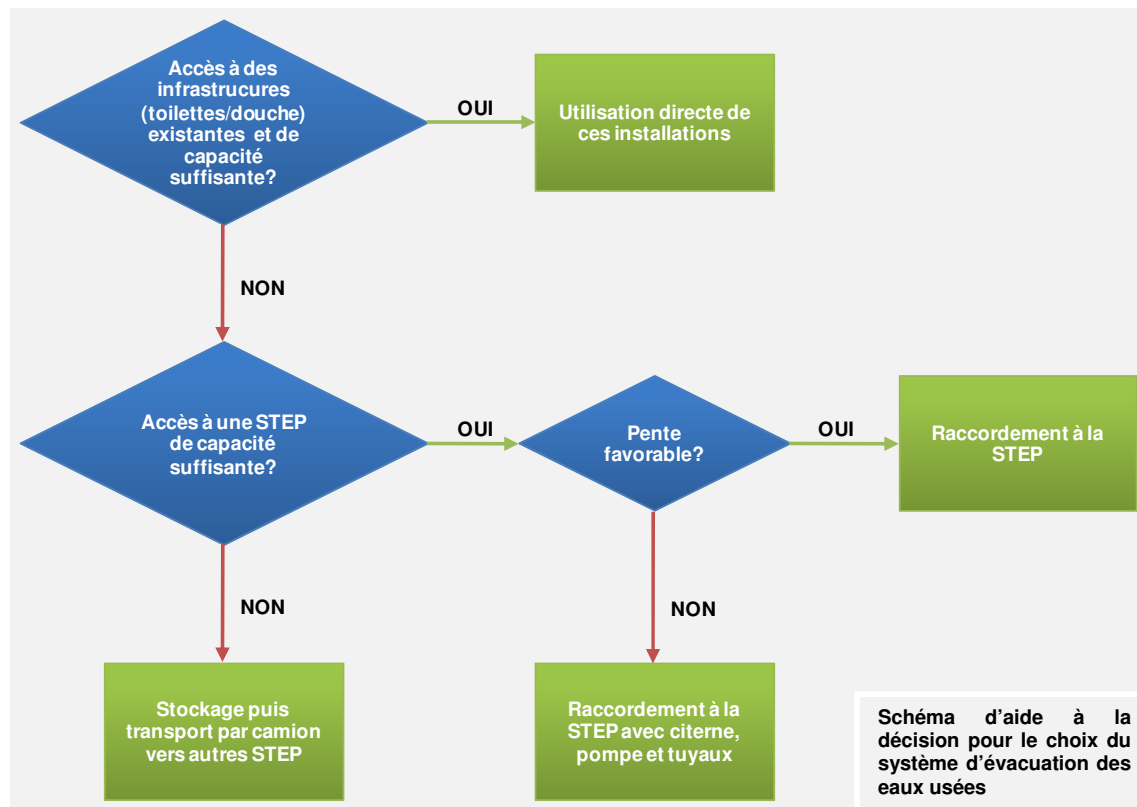 Accès à des
infrastrucures
(toilettes/douche)
existantes et de
capacité
suffisante?
OUI
Utilisation directe de
ces installations
NON
Accès à une STEP
de capacité
suffisante?
OUI
Pente
favorable?
OUI
Raccordement à la
STEP
NON
NON
Stockage puis
transport par camion
vers autres STEP
Raccordement à la
STEP avec citerne,
pompe et tuyaux
Schéma d'aide à la
décision pour le choix du
système d'évacuation des
eaux usées